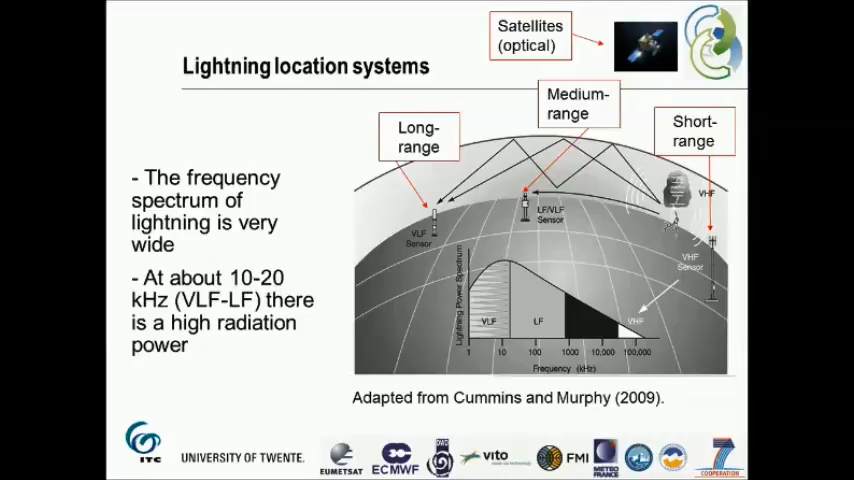 Satellites
(optical)
Lightning location systems
Medium-
range
Long-
range
Short-
range
- The frequency
spectrum of
lightning is very
wide
- At about 10-20
kHz (VLF-LF) there
is a high radiation
power
VHF
LF/VLF
Sensor
VLF
Sensor
VHF
Sensor
Lightning Power Spectrum
VLF
LF
VHF
1 10 100 1000 10,000 100,000
Frequency (kHz)
Adapted from Cummins and Murphy (2009).
ITC
UNIVERSITY OF TWENTE.
EUMETSAT
ECMWF
DWD
vito
FMI
METEO
FRANCE
7
COOPERATION